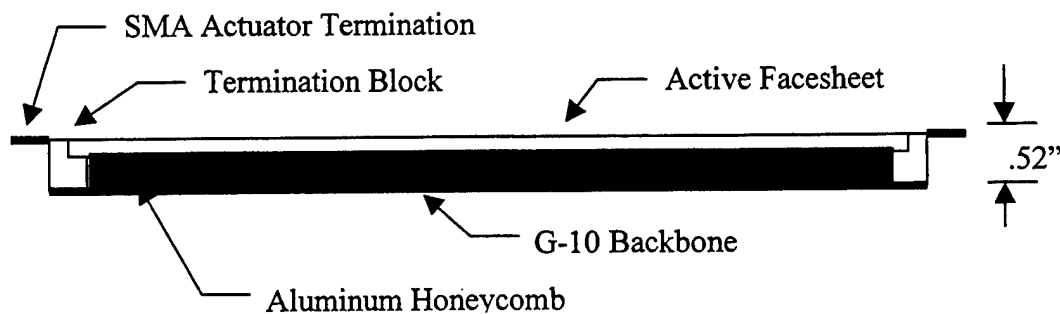 SMA Actuator Termination
Termination Block
Active Facesheet
.52”
G-10 Backbone
Aluminum Honeycomb